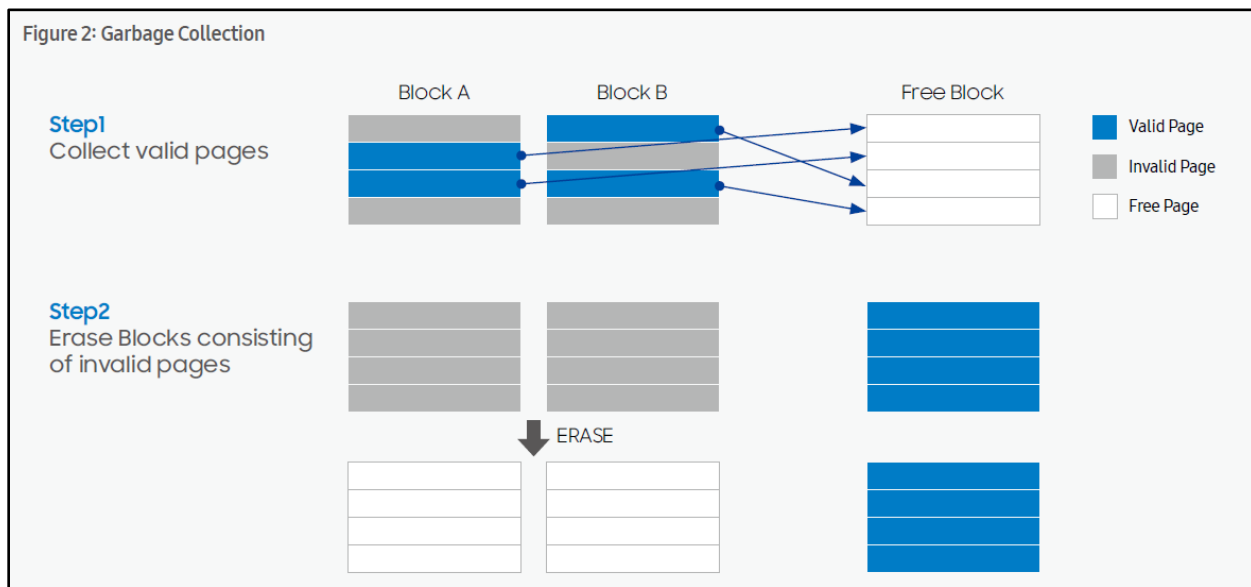 Figure 2: Garbage Collection
Block A
Block B
Free Block
Step1
Collect valid pages
Valid Page
Invalid Page
Free Page
Step2
Erase Blocks consisting
of invalid pages
ERASE